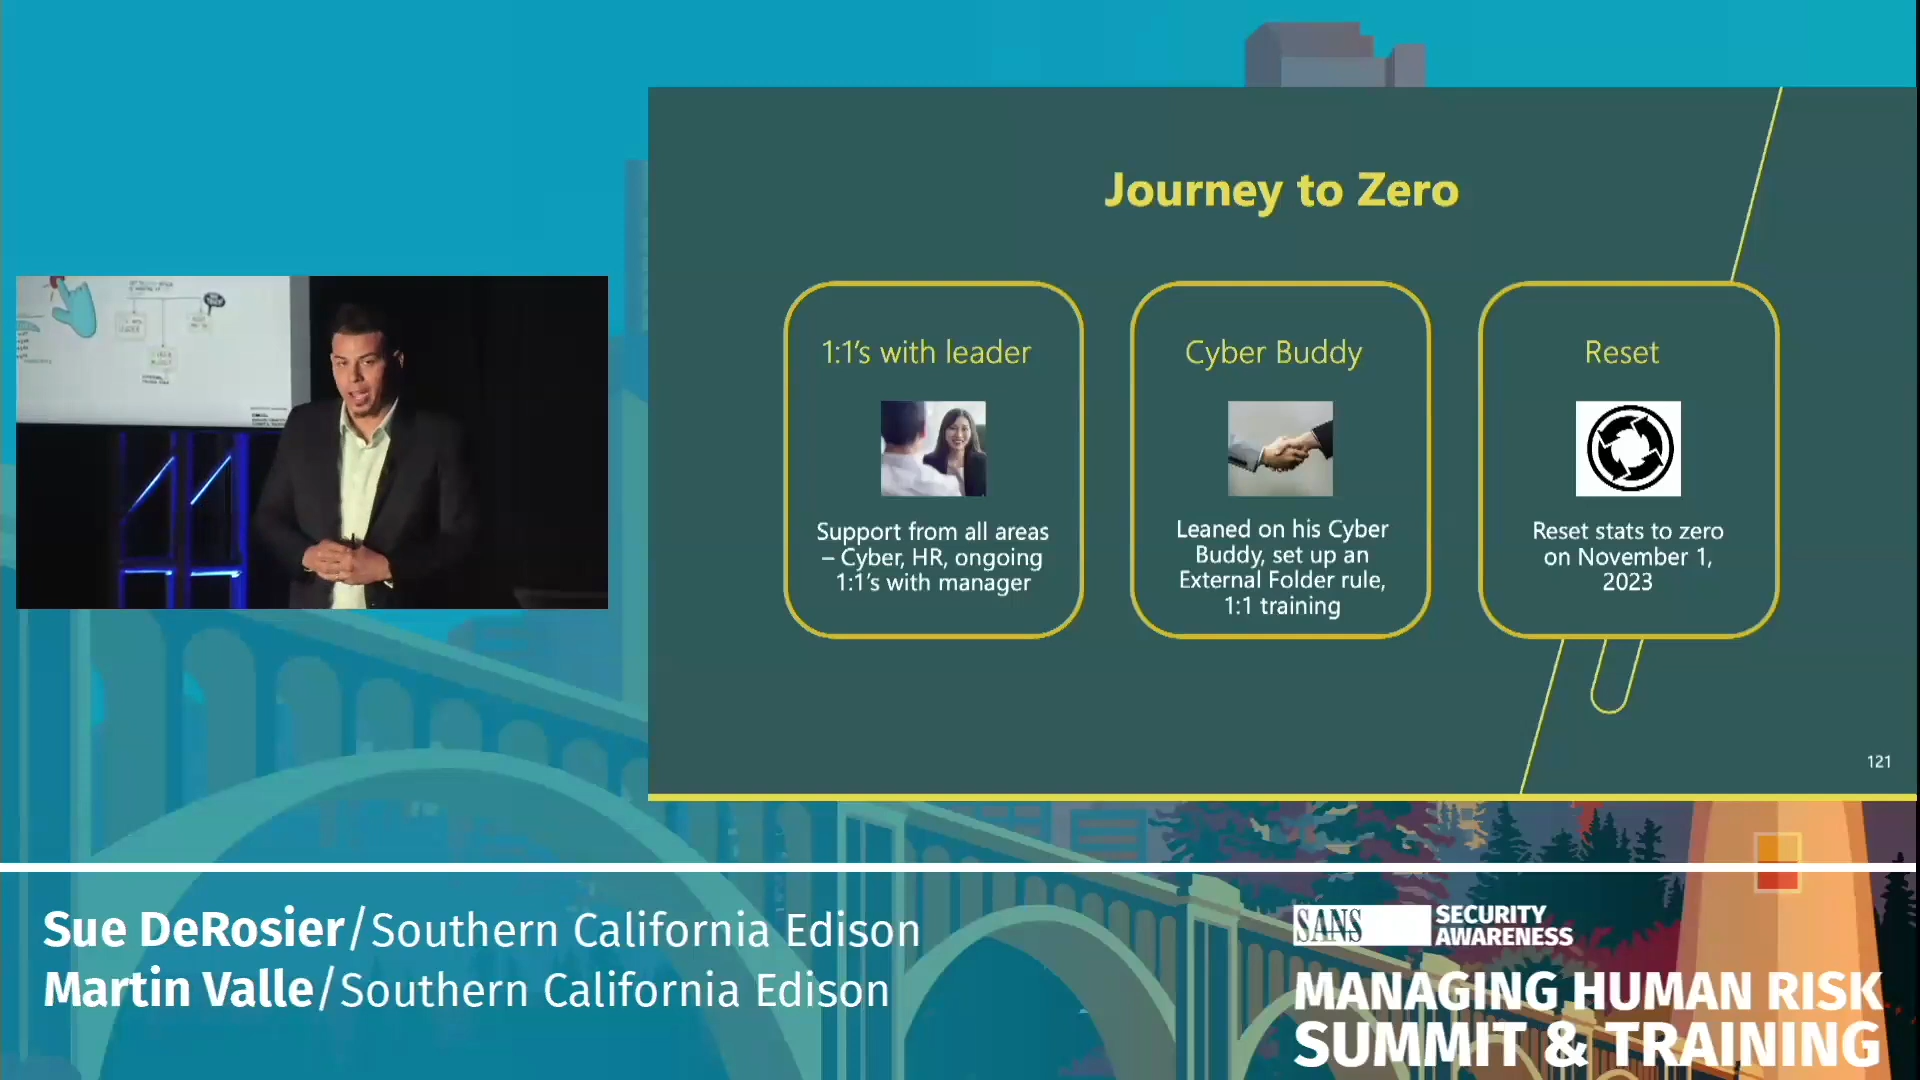 Journey to Zero
1:1's with leader
Support from all areas
– Cyber, HR, ongoing
1:1's with manager
Cyber Buddy
Leaned on his Cyber
Buddy, set up an
External Folder rule,
1:1 training
Reset
Reset stats to zero
on November 1,
2023
121
Sue DeRosier/Southern California Edison
Martin Valle/Southern California Edison
SANS SECURITY
AWARENESS
MANAGING HUMAN RISK
SUMMIT & TRAINING